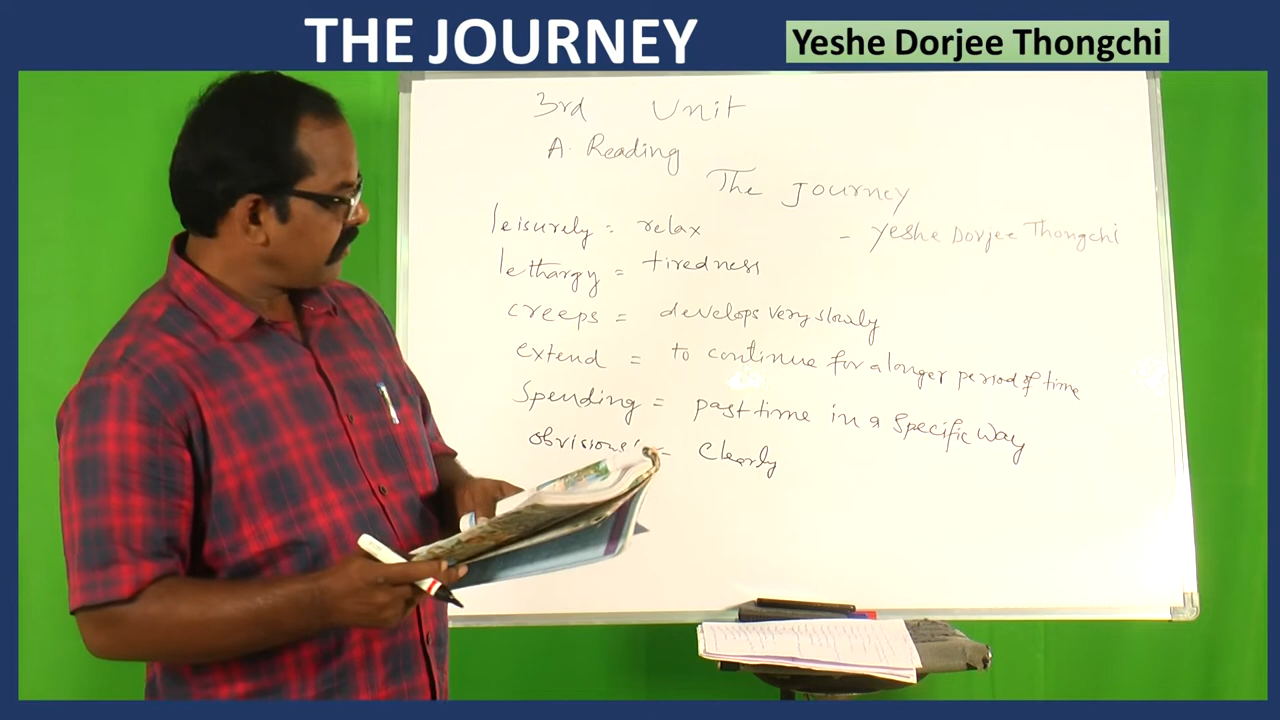 THE JOURNEY
Yeshe Dorjee Thongchi
3rd Unit
A. Reading
The Journey
- Yeshe Dorjee Thongchi
leisurely = relax
lethargy = tiredness
creeps = develops very slowly
extend = to continue for a longer period of time
Spending = past time in a specific way
Clearly